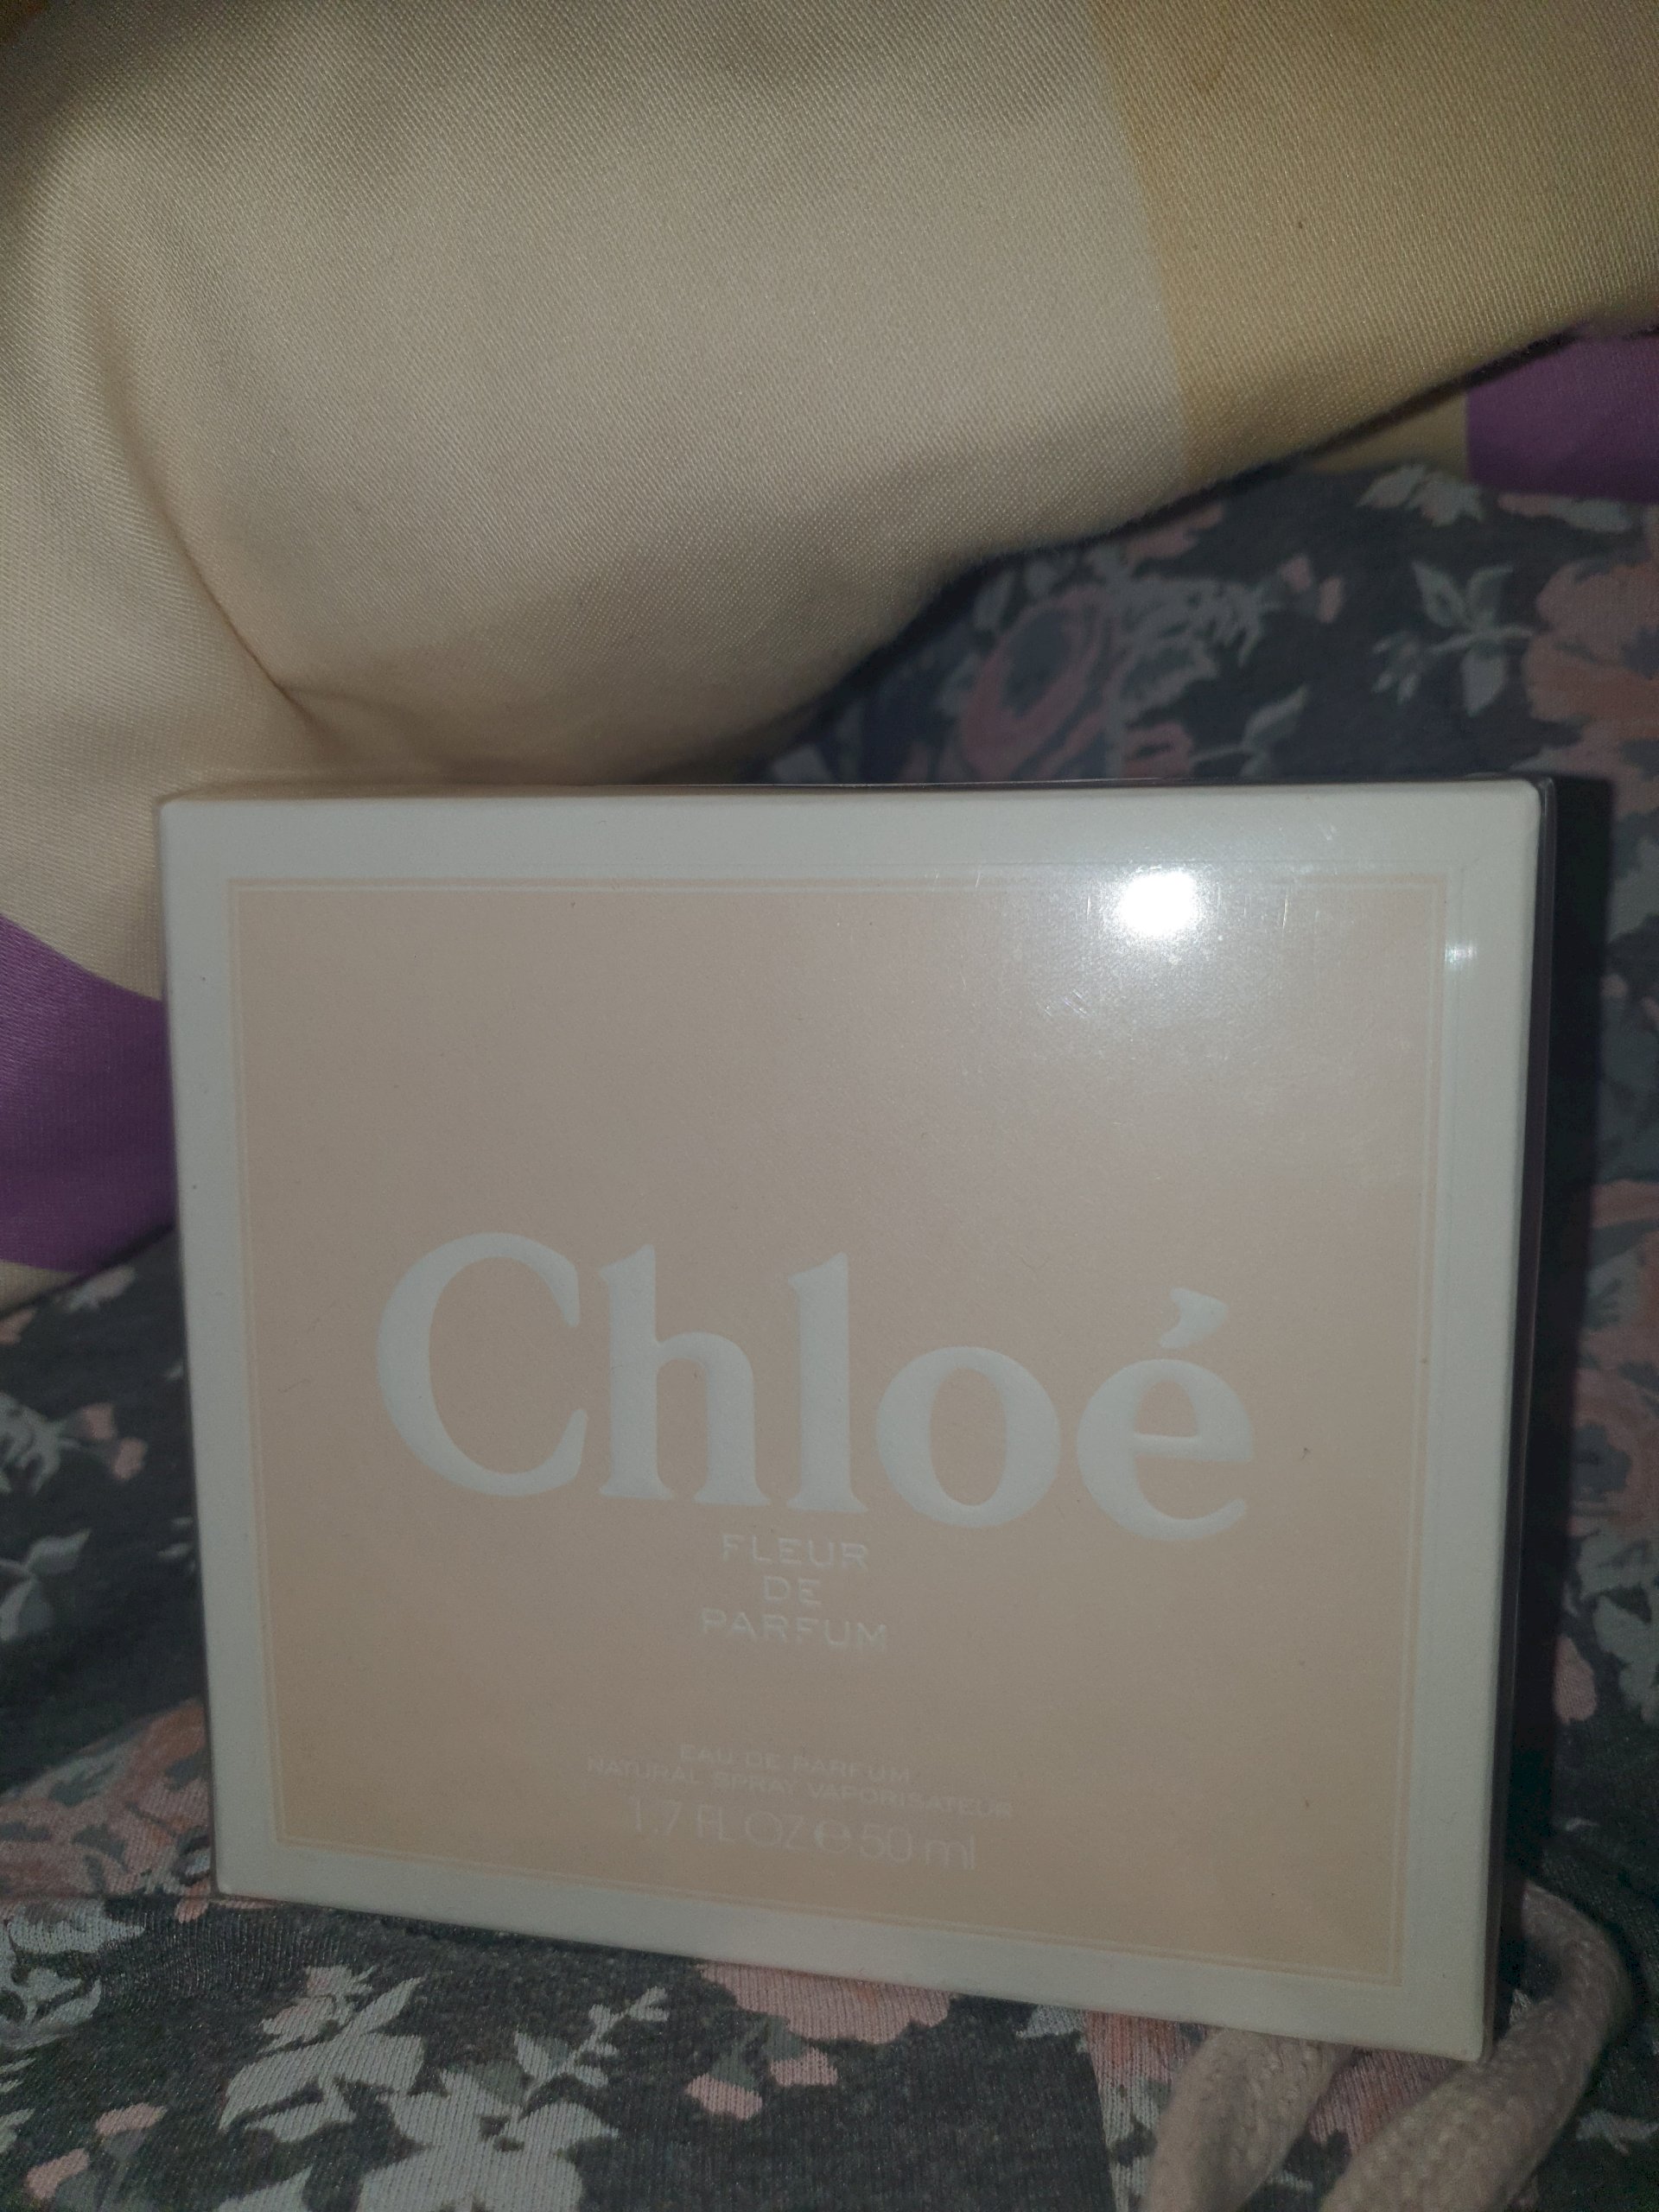 Chloé
FLEUR
DE
PARFUM
EAU DE PARFUM
NATURAL SPRAY VAPORISATEUR
1.7 FL OZ e 50 ml